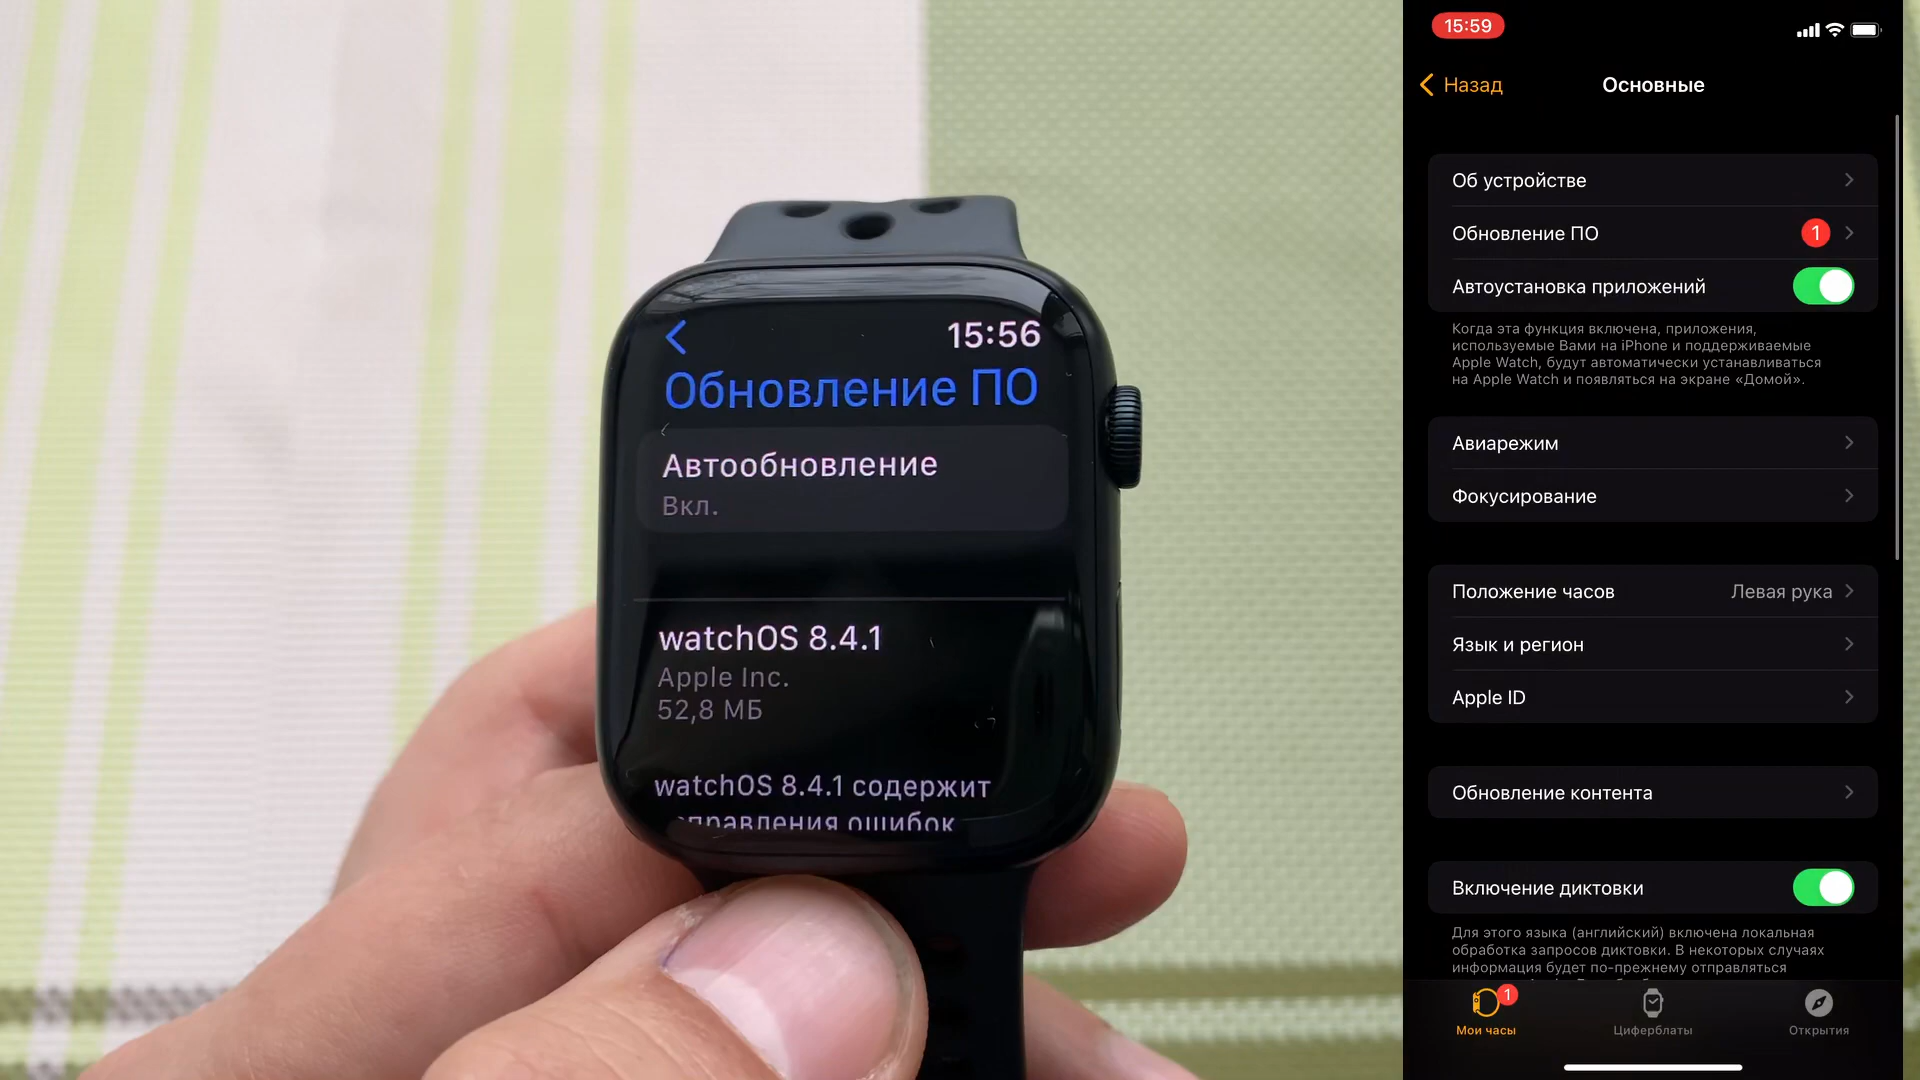 15:56
Обновление ПО
Автообновление
Вкл.
watchOS 8.4.1
Apple Inc.
52,8 МБ
watchOS 8.4.1 содержит
ошибок
15:59
Назад
Основные
Об устройстве
Обновление ПО
1
Автоустановка приложений
Когда эта функция включена, приложения,
используемые Вами на iPhone и поддерживаемые
Apple Watch, будут автоматически устанавливаться
на Apple Watch и появляться на экране «Домой».
Авиарежим
Фокусирование
Положение часов
Левая рука
Язык и регион
Apple ID
Обновление контента
Включение диктовки
Для этого языка (английский) включена локальная
обработка запросов диктовки. В некоторых случаях
информация будет по-прежнему отправляться
1
Мои часы
Циферблаты
Открытия